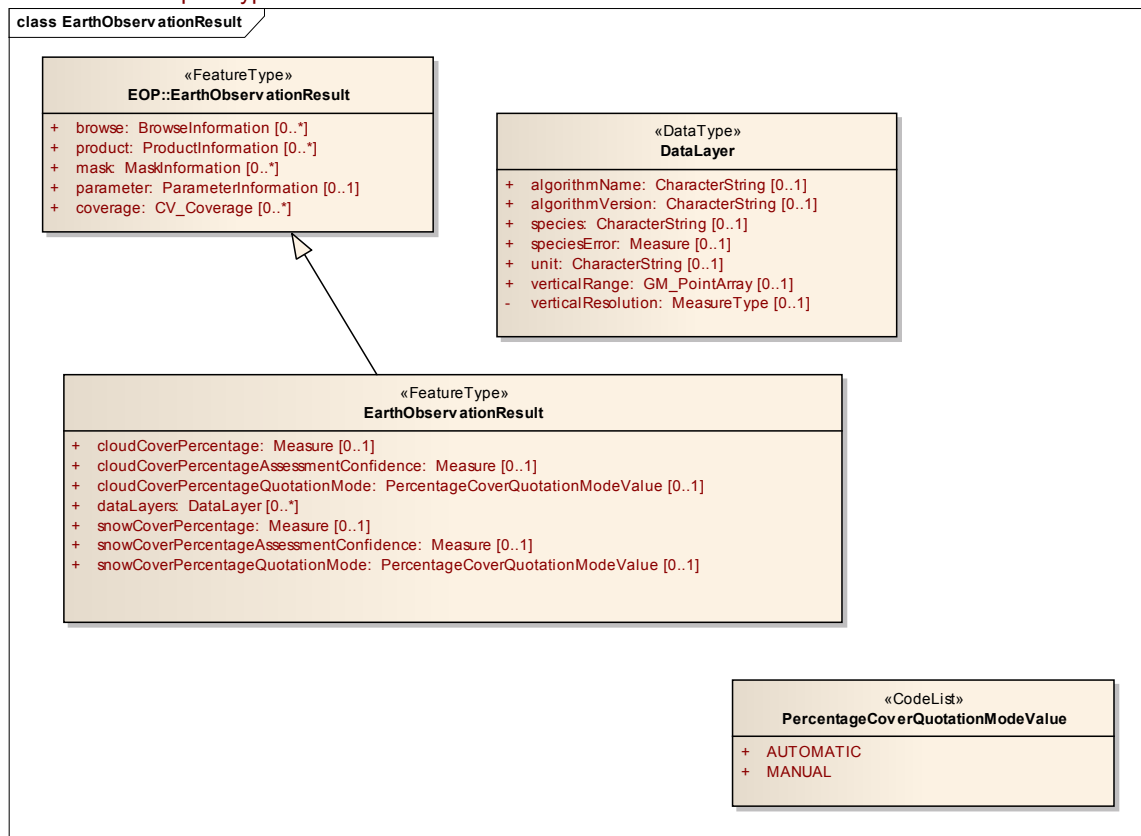 class EarthObservationResult
«FeatureType»
EOP::EarthObservationResult
+ browse: BrowseInformation [0..*]
+ product: ProductInformation [0..*]
+ mask: MaskInformation [0..*]
+ parameter: ParameterInformation [0..1]
+ coverage: CV_Coverage [0..*]
«DataType»
DataLayer
+ algorithmName: CharacterString [0..1]
+ algorithmVersion: CharacterString [0..1]
+ species: CharacterString [0..1]
+ speciesError: Measure [0..1]
+ unit: CharacterString [0..1]
+ verticalRange: GM_PointArray [0..1]
- verticalResolution: MeasureType [0..1]
«FeatureType»
EarthObservationResult
+ cloudCoverPercentage: Measure [0..1]
+ cloudCoverPercentageAssessmentConfidence: Measure [0..1]
+ cloudCoverPercentageQuotationMode: PercentageCoverQuotationModeValue [0..1]
+ dataLayers: DataLayer [0..*]
+ snowCoverPercentage: Measure [0..1]
+ snowCoverPercentageAssessmentConfidence: Measure [0..1]
+ snowCoverPercentageQuotationMode: PercentageCoverQuotationModeValue [0..1]
«CodeList»
PercentageCoverQuotationModeValue
+ AUTOMATIC
+ MANUAL